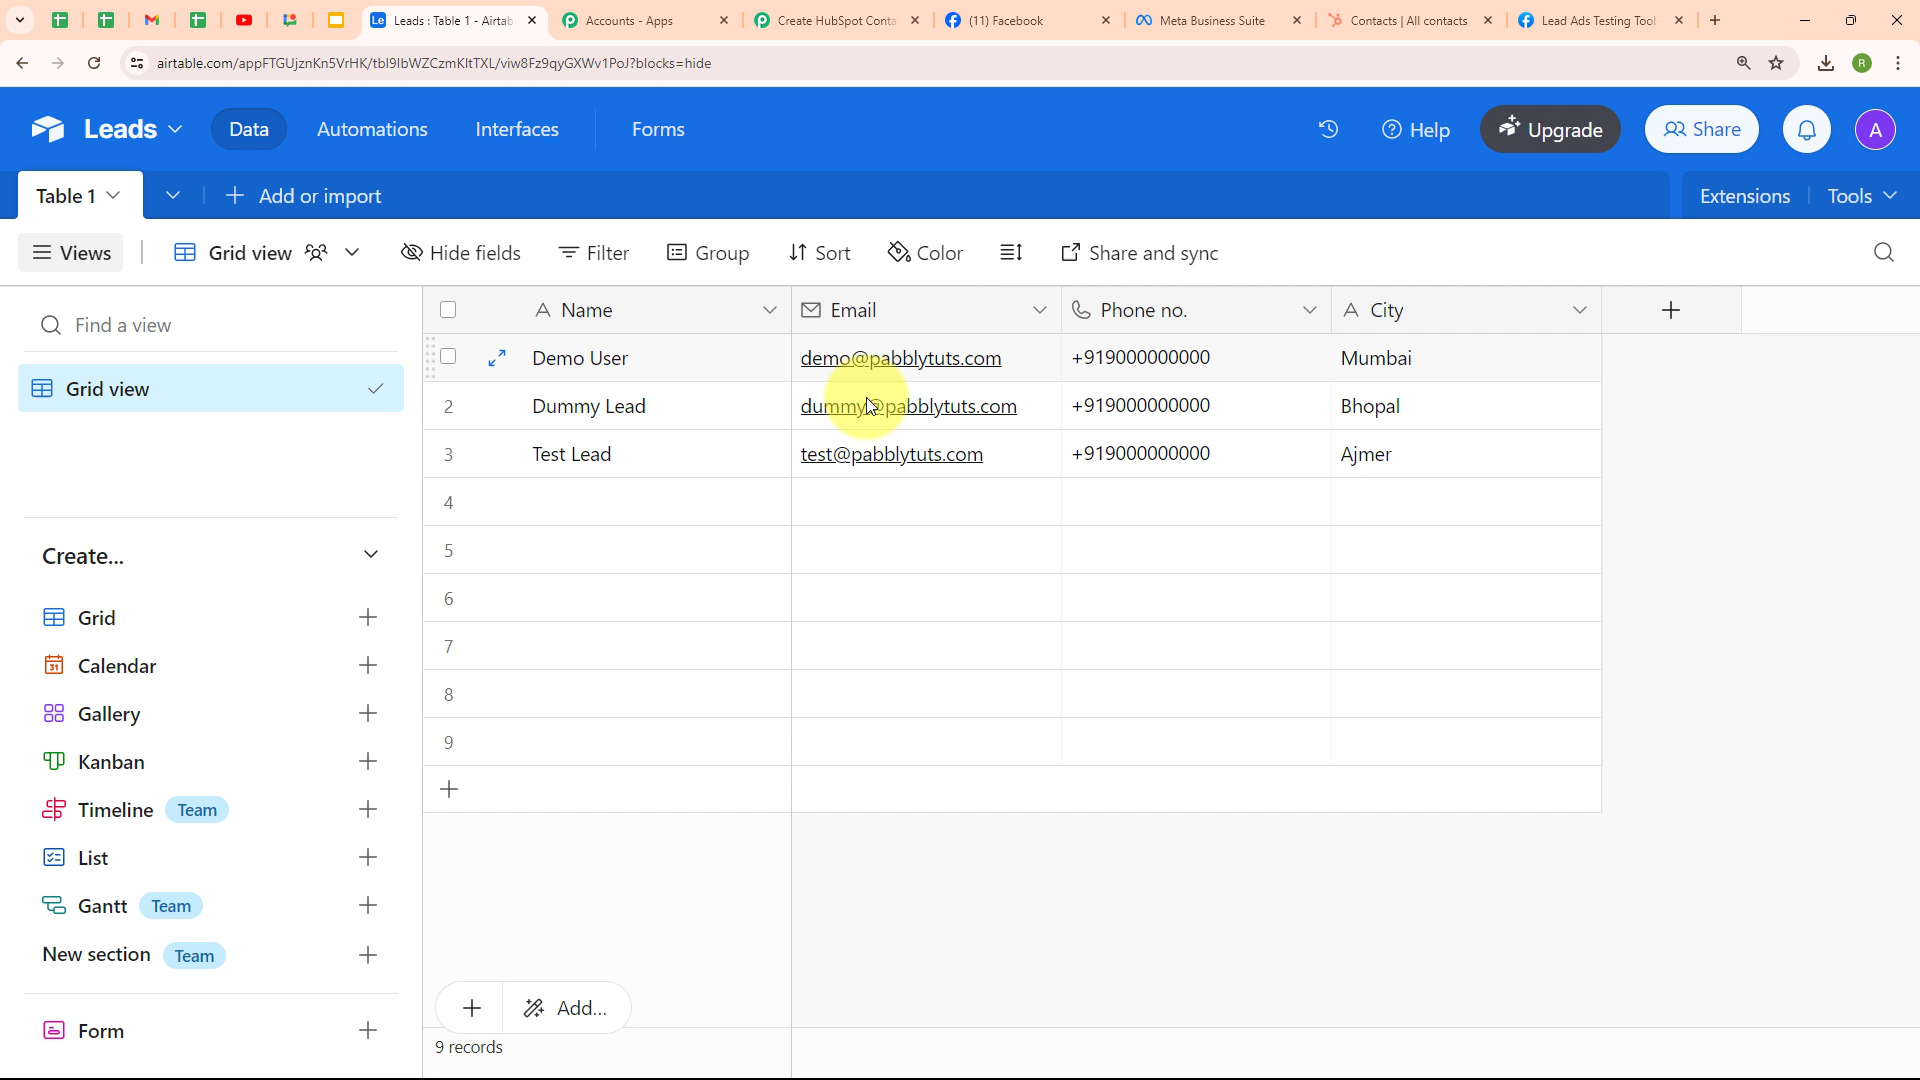 Leads : Table 1 - Airtab
Accounts - Apps
Create HubSpot Conta
(11) Facebook
Meta Business Suite
Contacts | All contacts
Lead Ads Testing Tool
airtable.com/appFTGUjznKn5VrHK/tbl9IbWZCzmKltTXL/viw8Fz9qyGXWv1PoJ?blocks=hide
R
Leads
Data
Automations
Interfaces
Forms
Help
Upgrade
Share
A
Table 1
Add or import
Extensions
Tools
Views
Grid view
Hide fields
Filter
Group
Sort
Color
Share and sync
Find a view
Grid view
Create...
Grid
Calendar
Gallery
Kanban
Timeline Team
List
Gantt Team
New section Team
Form
Name Email Phone no. City
Demo User demo@pabblytuts.com +919000000000 Mumbai
2 Dummy Lead dummy@pabblytuts.com +919000000000 Bhopal
3 Test Lead test@pabblytuts.com +919000000000 Ajmer
4
5
6
7
8
9
Add...
9 records